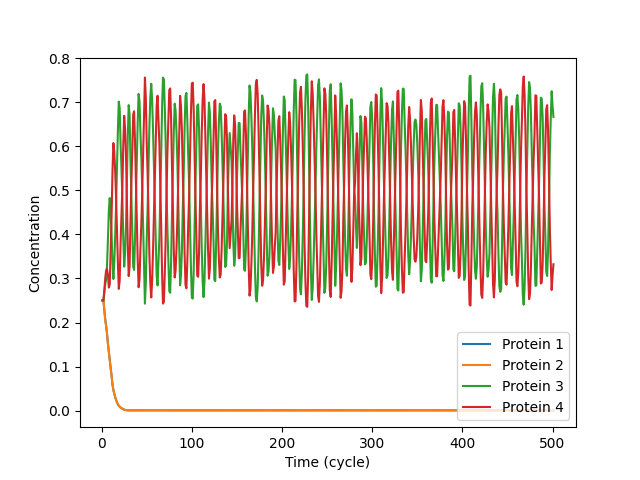 0.8
0.7
0.6
0.5
0.4
0.3
0.2
0.1
0.0
Concentration
0
100
200
300
400
500
Time (cycle)
Protein 1
Protein 2
Protein 3
Protein 4